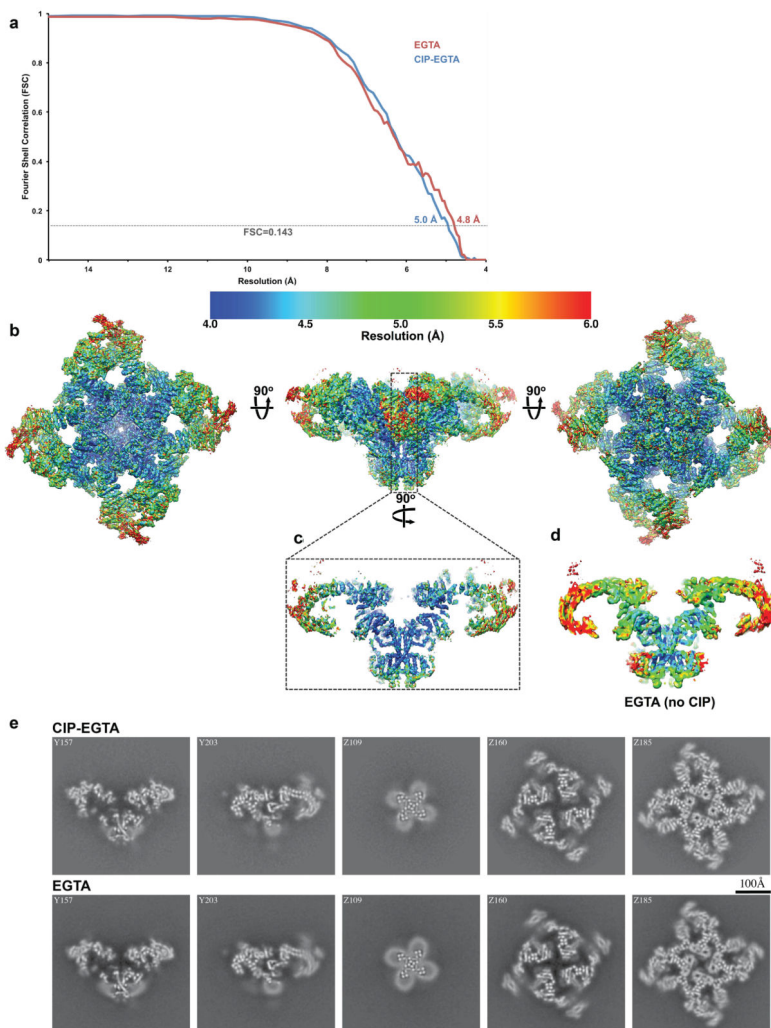 a
1
0.8
0.6
0.4
0.2
0
Fourier Shell Correlation (FSC)
EGTA
CIP-EGTA
5.0 Å 4.8 Å
FSC=0.143
14 12 10 8 6 4
Resolution (Å)
4.0 4.5 5.0 5.5 6.0
Resolution (Å)
b
90º
90º
90º
c
d
EGTA (no CIP)
e
CIP-EGTA
Y157 Y203 Z109 Z160 Z185
EGTA
100Å
Y157 Y203 Z109 Z160 Z185